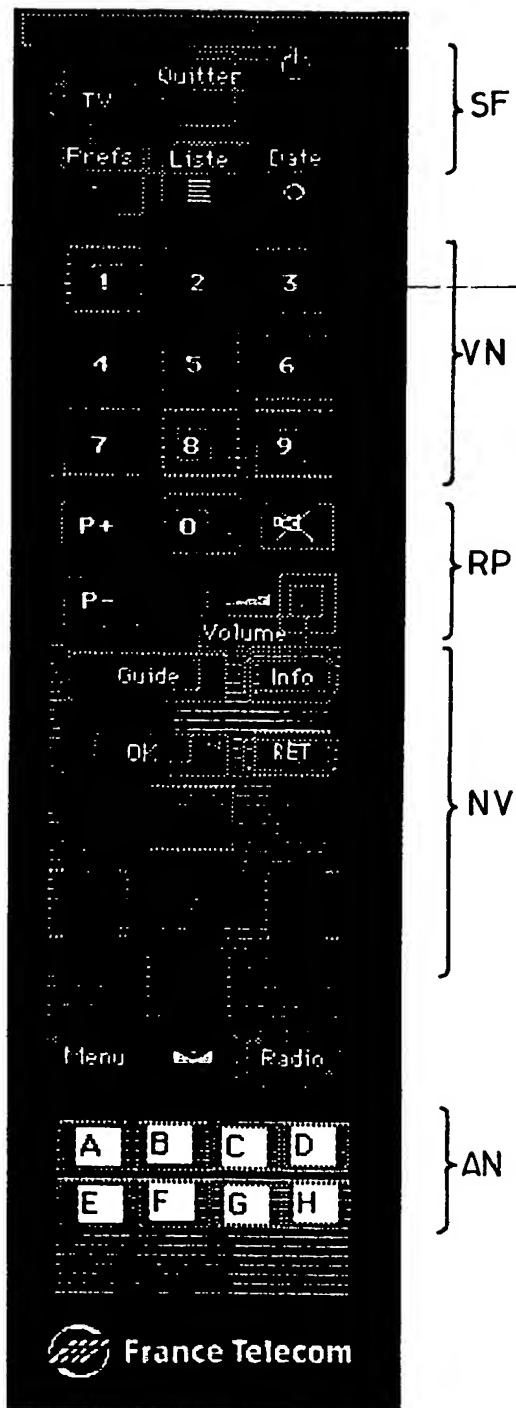 Quitter
TV
SF
Prefs Liste Date
1 2 3
4 5 6
VN
7 8 9
P+ 0
RP
P-
Volume
Guide Info
OK RET
NV
Menu Radio
A B C D
AN
E F G H
France Telecom